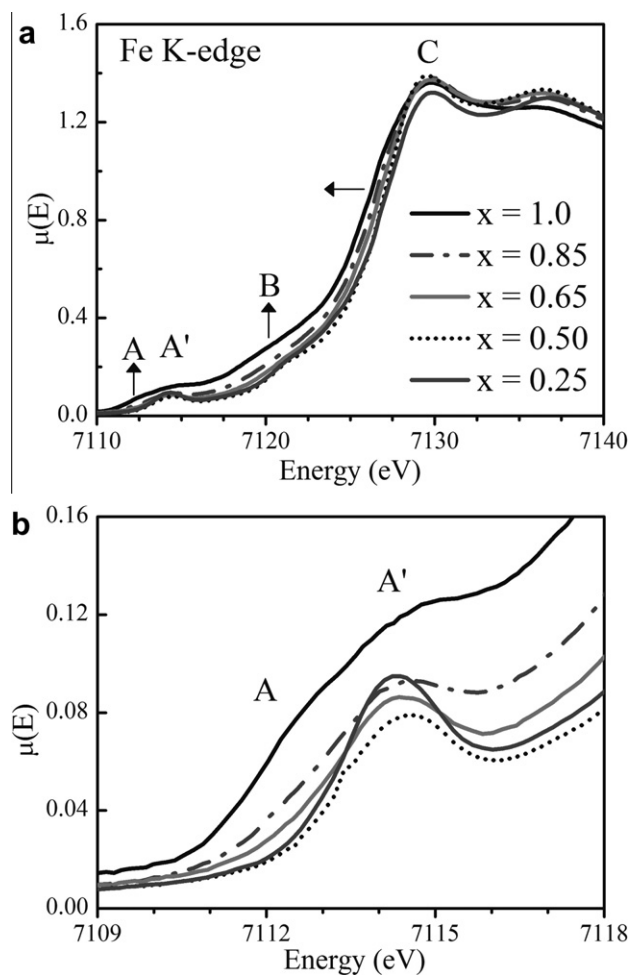 a
Fe K-edge
C
B
A
A'
x = 1.0
x = 0.85
x = 0.65
x = 0.50
x = 0.25
μ(E)
1.6
1.2
0.8
0.4
0.0
7110 7120 7130 7140
Energy (eV)
b
A'
A
μ(E)
0.16
0.12
0.08
0.04
0.00
7109 7112 7115 7118
Energy (eV)